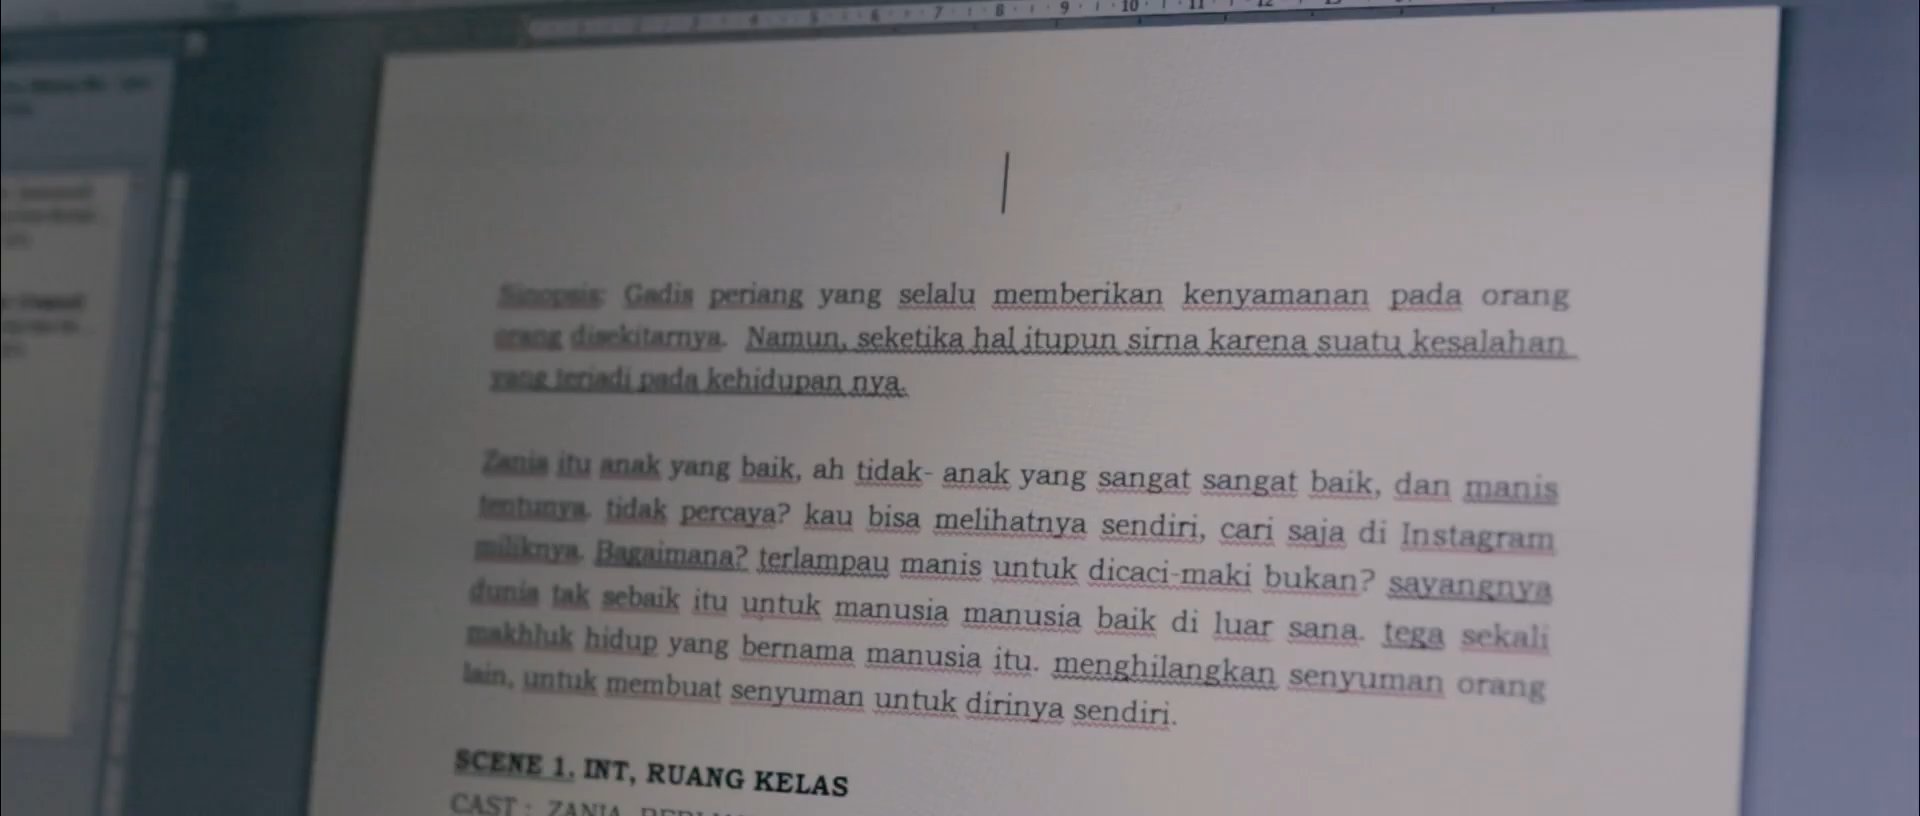 Sinopsis: Gadis periang yang selalu memberikan kenyamanan pada orang
orang disekitarnya. Namun, seketika hal itupun sirna karena suatu kesalahan
yang terjadi pada kehidupan nya.
Zania itu anak yang baik, ah tidak- anak yang sangat sangat baik, dan manis
tentunya. tidak percaya? kau bisa melihatnya sendiri, cari saja di Instagram
miliknya. Bagaimana? terlampau manis untuk dicaci-maki bukan? sayangnya
dunia tak sebaik itu untuk manusia manusia baik di luar sana. tega sekali
makhluk hidup yang bernama manusia itu. menghilangkan senyuman orang
lain, untuk membuat senyuman untuk dirinya sendiri.
SCENE 1. INT, RUANG KELAS
CAST : ZANIA